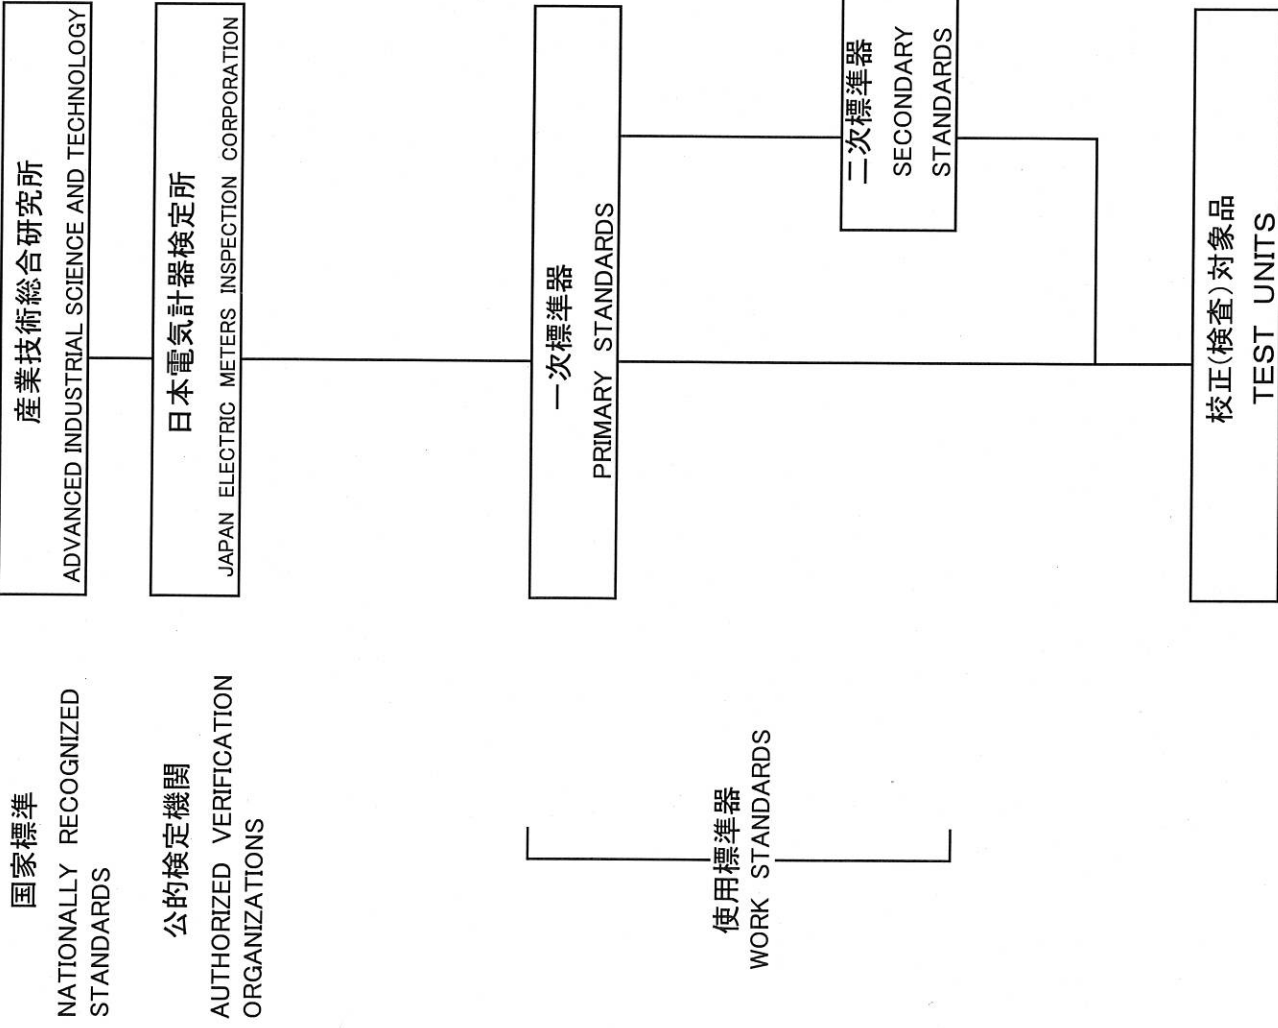 国家標準
NATIONALLY RECOGNIZED
STANDARDS
産業技術総合研究所
ADVANCED INDUSTRIAL SCIENCE AND TECHNOLOGY
公的検定機関
AUTHORIZED VERIFICATION
ORGANIZATIONS
日本電気計器検定所
JAPAN ELECTRIC METERS INSPECTION CORPORATION
使用標準器
WORK STANDARDS
一次標準器
PRIMARY STANDARDS
二次標準器
SECONDARY
STANDARDS
校正(検査)対象品
TEST UNITS